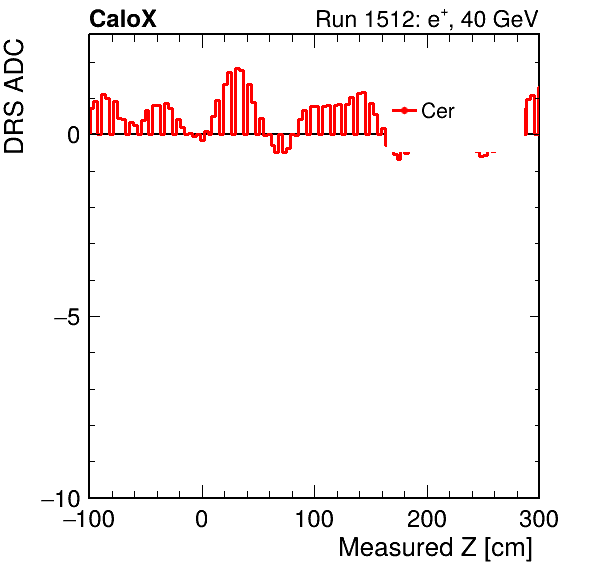 CaloX Run 1512: e⁺, 40 GeV
DRS ADC
Cer
0
−5
−10
−100 0 100 200 300
Measured Z [cm]